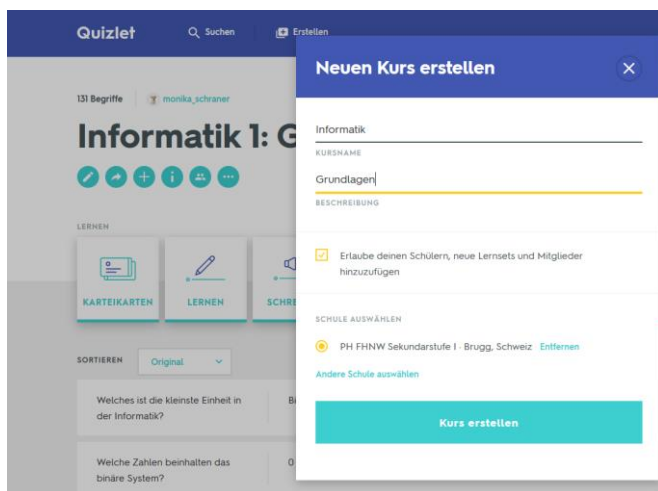 Quizlet
Suchen
Erstellen
131 Begriffe
monika_schraner
Informatik 1: G
LERNEN
KARTEIKARTEN
LERNEN
SCHRE
SORTIEREN
Original
Welches ist die kleinste Einheit in
der Informatik?
Bi
Welche Zahlen beinhalten das
binäre System?
0
Neuen Kurs erstellen
Informatik
KURSNAME
Grundlagen
BESCHREIBUNG
Erlaube deinen Schülern, neue Lernsets und Mitglieder
hinzuzufügen
SCHULE AUSWÄHLEN
PH FHNW Sekundarstufe I - Brugg, Schweiz Entfernen
Andere Schule auswählen
Kurs erstellen